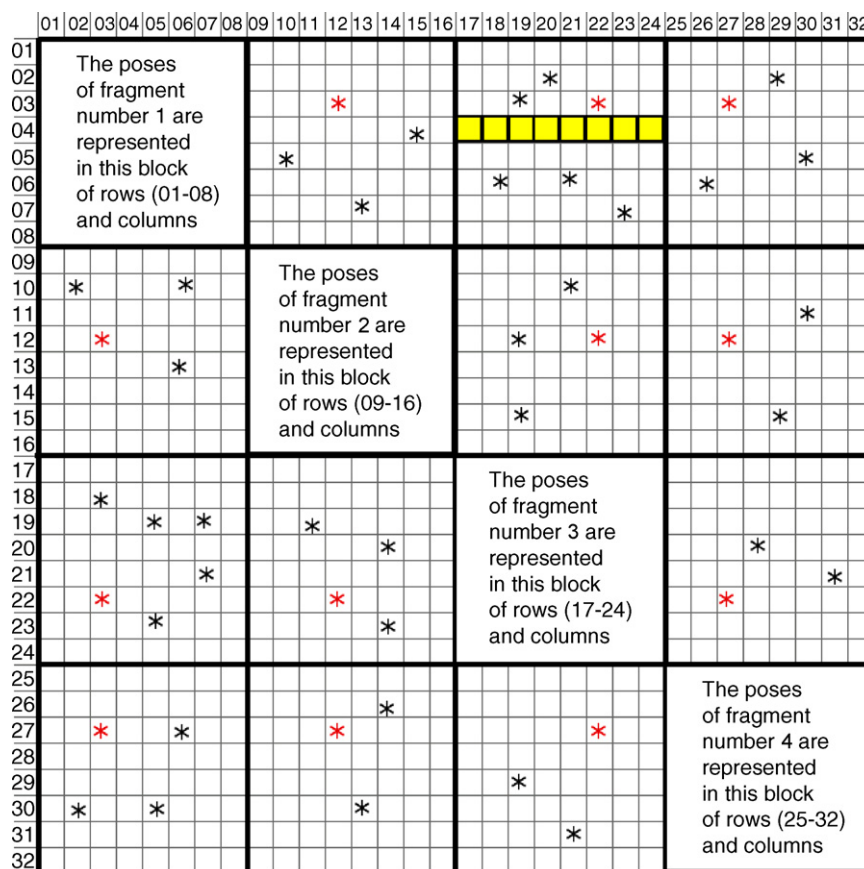 01 02 03 04 05 06 07 08 09 10 11 12 13 14 15 16 17 18 19 20 21 22 23 24 25 26 27 28 29 30 31 32
01
02
03
04
05
06
07
08
The poses
of fragment
number 1 are
represented
in this block
of rows (01-08)
and columns
09
10
11
12
13
14
15
16
The poses
of fragment
number 2 are
represented
in this block
of rows (09-16)
and columns
17
18
19
20
21
22
23
24
The poses
of fragment
number 3 are
represented
in this block
of rows (17-24)
and columns
25
26
27
28
29
30
31
32
The poses
of fragment
number 4 are
represented
in this block
of rows (25-32)
and columns